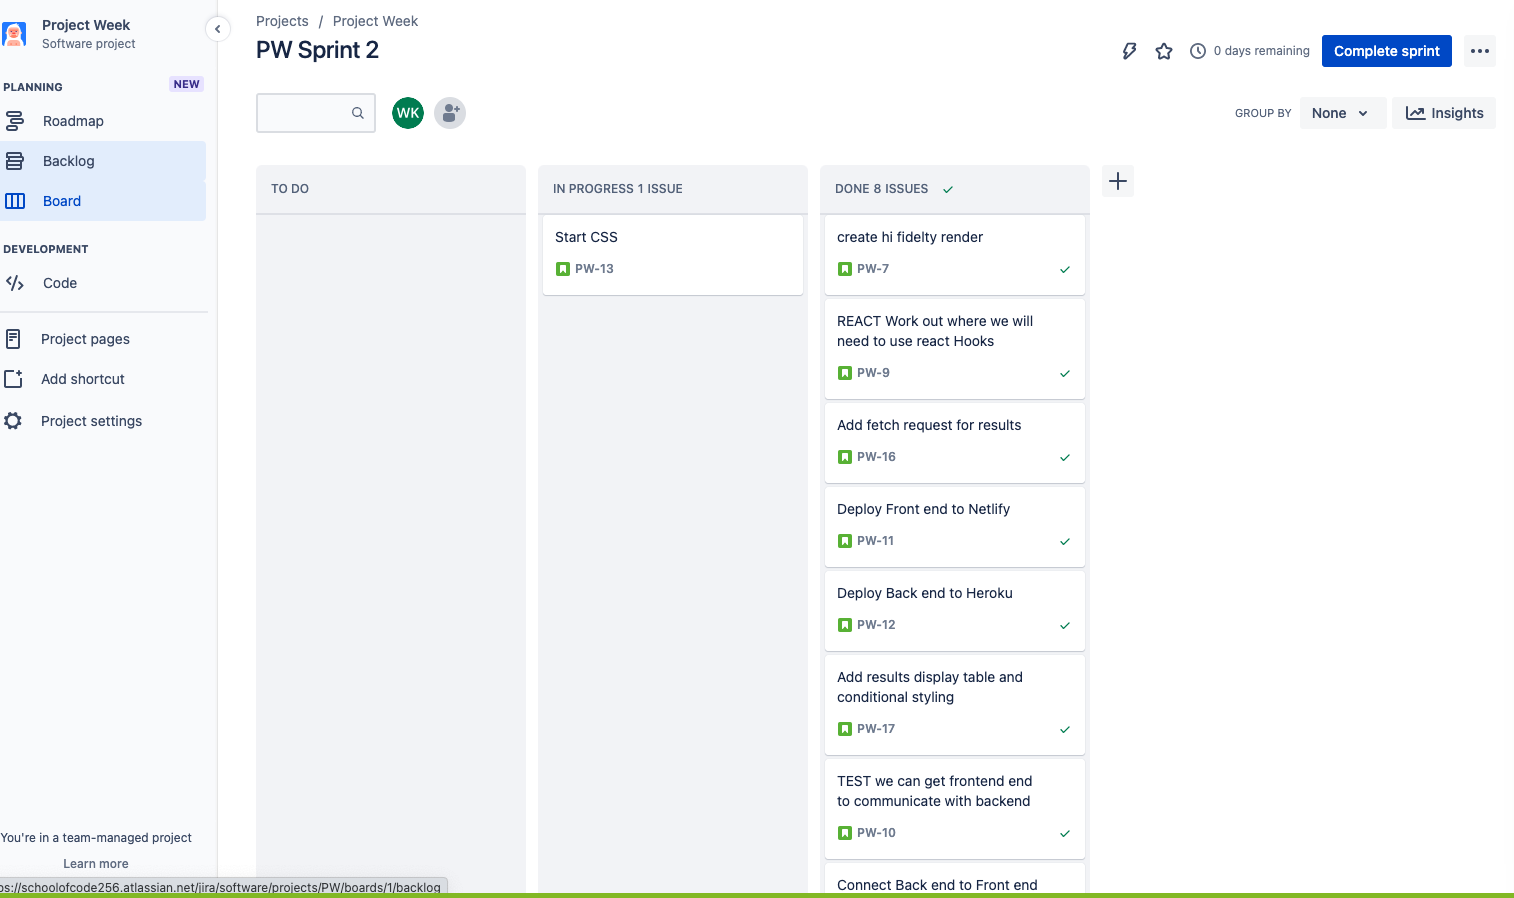 Project Week
Software project
PLANNING
NEW
Roadmap
Backlog
Board
DEVELOPMENT
Code
Project pages
Add shortcut
Project settings
You're in a team-managed project
Learn more
ps://schoolofcode256.atlassian.net/jira/software/projects/PW/boards/1/backlog
Projects / Project Week
PW Sprint 2
0 days remaining
Complete sprint
WK
GROUP BY
None
Insights
TO DO
IN PROGRESS 1 ISSUE
Start CSS
PW-13
DONE 8 ISSUES
create hi fidelty render
PW-7
REACT Work out where we will
need to use react Hooks
PW-9
Add fetch request for results
PW-16
Deploy Front end to Netlify
PW-11
Deploy Back end to Heroku
PW-12
Add results display table and
conditional styling
PW-17
TEST we can get frontend end
to communicate with backend
PW-10
Connect Back end to Front end